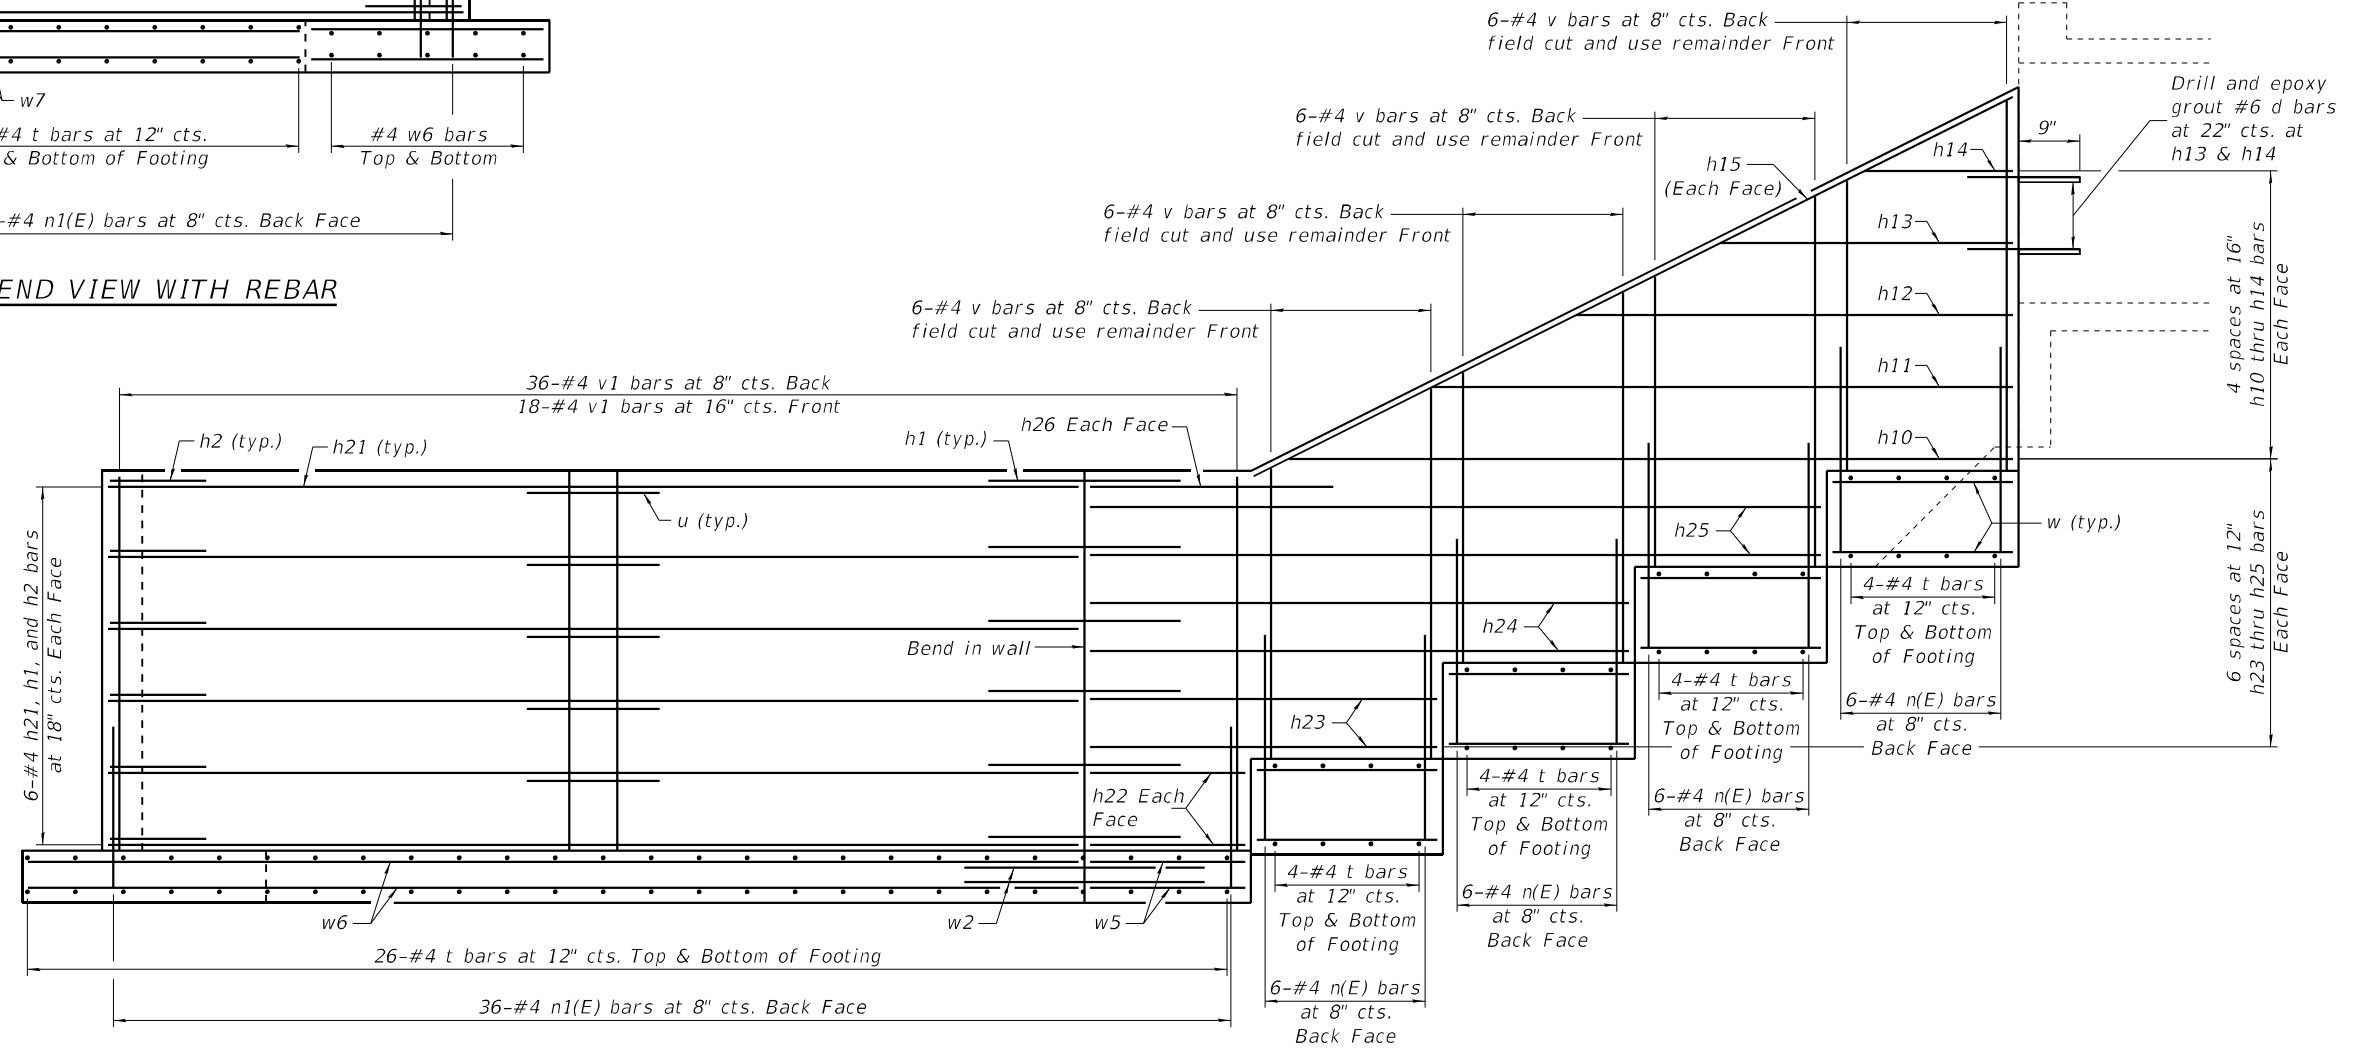 w7
#4 t bars at 12" cts.
& Bottom of Footing
#4 w6 bars
Top & Bottom
-#4 n1(E) bars at 8" cts. Back Face
END VIEW WITH REBAR
6-#4 v bars at 8" cts. Back
field cut and use remainder Front
6-#4 v bars at 8" cts. Back
field cut and use remainder Front
6-#4 v bars at 8" cts. Back
field cut and use remainder Front
6-#4 v bars at 8" cts. Back
field cut and use remainder Front
Drill and epoxy
grout #6 d bars
at 22" cts. at
h13 & h14
9"
h15
(Each Face)
h14
h13
h12
h11
h10
4 spaces at 16"
h10 thru h14 bars
Each Face
36-#4 v1 bars at 8" cts. Back
18-#4 v1 bars at 16" cts. Front
h2 (typ.)
h21 (typ.)
h1 (typ.)
h26 Each Face
u (typ.)
h25
w (typ.)
h24
Bend in wall
h23
h22 Each
Face
6-#4 h21, h1, and h2 bars
at 18" cts. Each Face
6 spaces at 12"
h23 thru h25 bars
Each Face
4-#4 t bars
at 12" cts.
Top & Bottom
of Footing
6-#4 n(E) bars
at 8" cts.
Back Face
4-#4 t bars
at 12" cts.
Top & Bottom
of Footing
6-#4 n(E) bars
at 8" cts.
Back Face
4-#4 t bars
at 12" cts.
Top & Bottom
of Footing
6-#4 n(E) bars
at 8" cts.
Back Face
4-#4 t bars
at 12" cts.
Top & Bottom
of Footing
6-#4 n(E) bars
at 8" cts.
Back Face
w6
w2
w5
26-#4 t bars at 12" cts. Top & Bottom of Footing
36-#4 n1(E) bars at 8" cts. Back Face